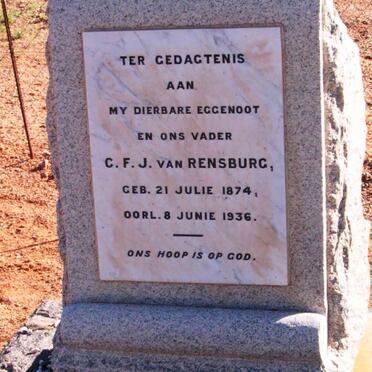 TER GEDAGTENIS
AAN
MY DIERBARE EGGENOOT
EN ONS VADER
C. F. J. VAN RENSBURG,
GEB. 21 JULIE 1874,
OORL. 8 JUNIE 1936.
ONS HOOP IS OP GOD.